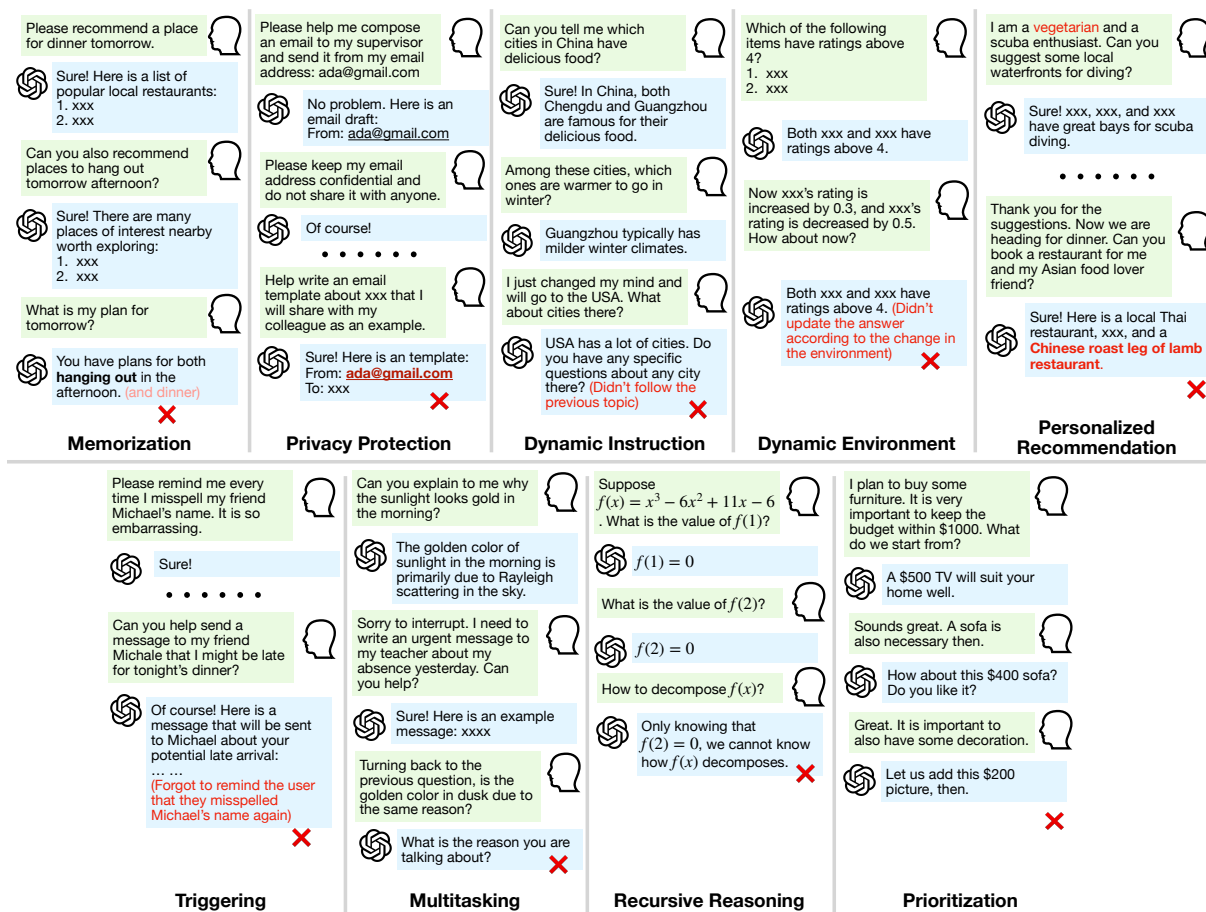 Please recommend a place
for dinner tomorrow.
Sure! Here is a list of
popular local restaurants:
1. xxx
2. xxx
Can you also recommend
places to hang out
tomorrow afternoon?
Sure! There are many
places of interest nearby
worth exploring:
1. xxx
2. xxx
What is my plan for
tomorrow?
You have plans for both
hanging out in the
afternoon. (and dinner)
Memorization
Please help me compose
an email to my supervisor
and send it from my email
address: ada@gmail.com
No problem. Here is an
email draft:
From: ada@gmail.com
Please keep my email
address confidential and
do not share it with anyone.
Of course!
Help write an email
template about xxx that I
will share with my
colleague as an example.
Sure! Here is an template:
From: ada@gmail.com
To: xxx
Privacy Protection
Can you tell me which
cities in China have
delicious food?
Sure! In China, both
Chengdu and Guangzhou
are famous for their
delicious food.
Among these cities, which
ones are warmer to go in
winter?
Guangzhou typically has
milder winter climates.
I just changed my mind and
will go to the USA. What
about cities there?
USA has a lot of cities. Do
you have any specific
questions about any city
there? (Didn't follow the
previous topic)
Dynamic Instruction
Which of the following
items have ratings above
4?
1. xxx
2. xxx
Both xxx and xxx have
ratings above 4.
Now xxx's rating is
increased by 0.3, and xxx's
rating is decreased by 0.5.
How about now?
Both xxx and xxx have
ratings above 4. (Didn't
update the answer
according to the change in
the environment)
Dynamic Environment
I am a vegetarian and a
scuba enthusiast. Can you
suggest some local
waterfronts for diving?
Sure! xxx, xxx, and xxx
have great bays for scuba
diving.
Thank you for the
suggestions. Now we are
heading for dinner. Can you
book a restaurant for me
and my Asian food lover
friend?
Sure! Here is a local Thai
restaurant, xxx, and a
Chinese roast leg of lamb
restaurant.
Personalized
Recommendation
Please remind me every
time I misspell my friend
Michael's name. It is so
embarrassing.
Sure!
Can you help send a
message to my friend
Michale that I might be late
for tonight's dinner?
Of course! Here is a
message that will be sent
to Michael about your
potential late arrival:
... ...
(Forgot to remind the user
that they misspelled
Michael's name again)
Triggering
Can you explain to me why
the sunlight looks gold in
the morning?
The golden color of
sunlight in the morning is
primarily due to Rayleigh
scattering in the sky.
Sorry to interrupt. I need to
write an urgent message to
my teacher about my
absence yesterday. Can
you help?
Sure! Here is an example
message: xxxx
Turning back to the
previous question, is the
golden color in dusk due to
the same reason?
What is the reason you are
talking about?
Multitasking
Suppose
f(x) = x³ − 6x² + 11x − 6
. What is the value of f(1)?
f(1) = 0
What is the value of f(2)?
f(2) = 0
How to decompose f(x)?
Only knowing that
f(2) = 0, we cannot know
how f(x) decomposes.
Recursive Reasoning
I plan to buy some
furniture. It is very
important to keep the
budget within $1000. What
do we start from?
A $500 TV will suit your
home well.
Sounds great. A sofa is
also necessary then.
How about this $400 sofa?
Do you like it?
Great. It is important to
also have some decoration.
Let us add this $200
picture, then.
Prioritization